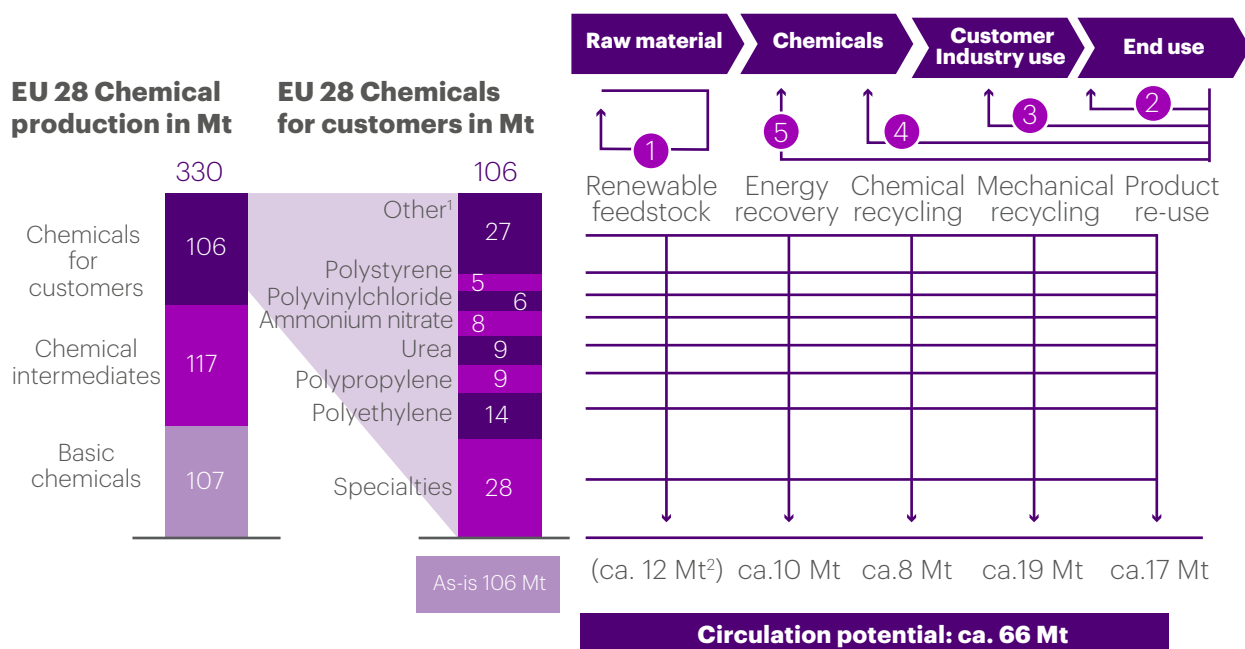 EU 28 Chemical
production in Mt
330
Chemicals
for
customers
106
Chemical
intermediates
117
Basic
chemicals
107
EU 28 Chemicals
for customers in Mt
106
Other¹
27
Polystyrene
5
Polyvinylchloride
6
Ammonium nitrate
8
Urea
9
Polypropylene
9
Polyethylene
14
Specialties
28
As-is 106 Mt
Raw material
Chemicals
Customer
Industry use
End use
1
5
4
3
2
Renewable
feedstock
Energy
recovery
Chemical
recycling
Mechanical
recycling
Product
re-use
(ca. 12 Mt²)
ca.10 Mt
ca.8 Mt
ca.19 Mt
ca.17 Mt
Circulation potential: ca. 66 Mt